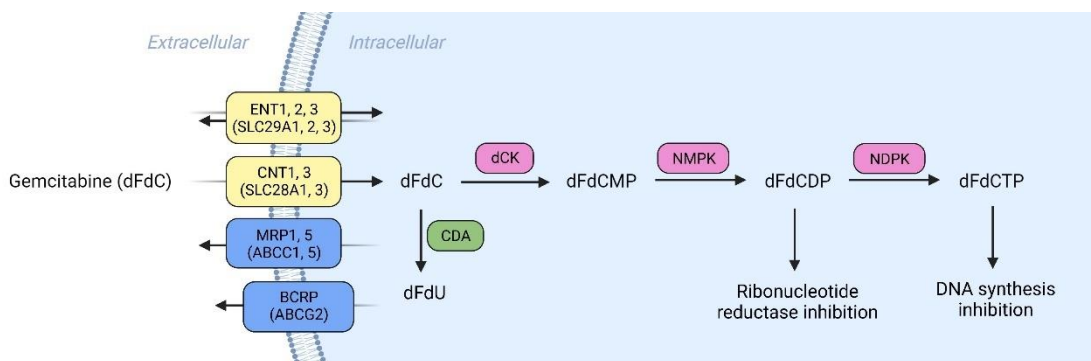 Extracellular
Intracellular
ENT1, 2, 3
(SLC29A1, 2, 3)
CNT1, 3
(SLC28A1, 3)
MRP1, 5
(ABCC1, 5)
BCRP
(ABCG2)
Gemcitabine (dFdC)
dFdC
dCK
dFdCMP
NMPK
dFdCDP
NDPK
dFdCTP
CDA
dFdU
Ribonucleotide
reductase inhibition
DNA synthesis
inhibition